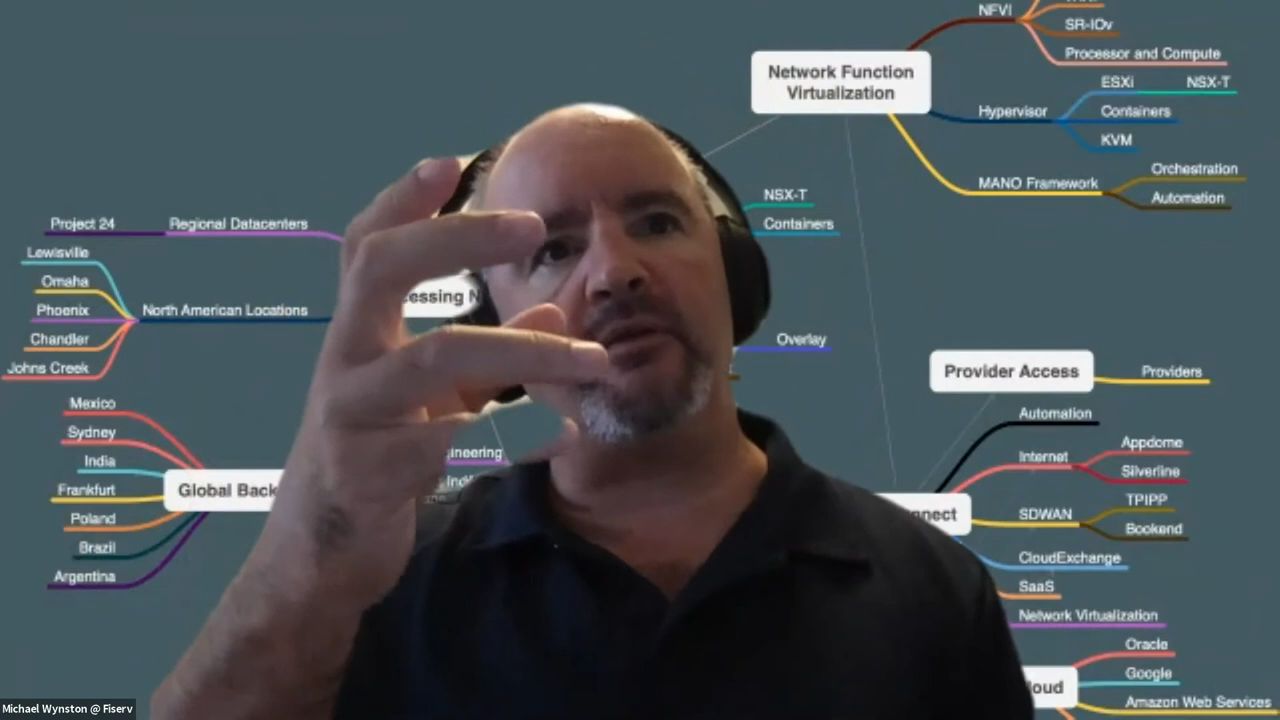 NFVI
SR-IOv
Processor and Compute
Network Function
Virtualization
ESXi
NSX-T
Hypervisor
Containers
KVM
MANO Framework
Orchestration
Automation
NSX-T
Containers
Project 24
Regional Datacenters
Lewisville
Omaha
Phoenix
North American Locations
Chandler
Johns Creek
Overlay
Provider Access
Providers
Mexico
Sydney
India
Frankfurt
Global
Poland
Brazil
Argentina
Automation
Internet
Appdome
Silverline
SDWAN
TPIPP
Bookend
CloudExchange
SaaS
Network Virtualization
Oracle
Google
Amazon Web Services
Michael Wynston @ Fiserv